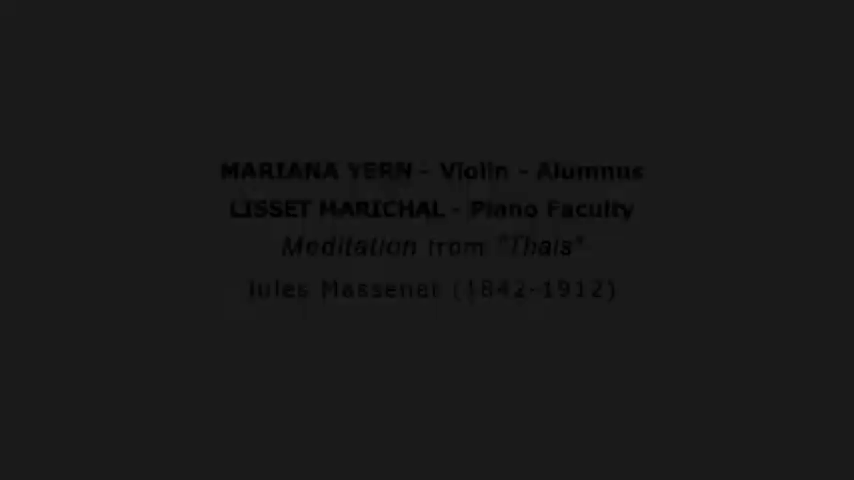 MARIANA YERN - Violin - Alumnus
LISSET MARICHAL - Piano Faculty
Meditation from "Thais"
Jules Massenet (1842-1912)